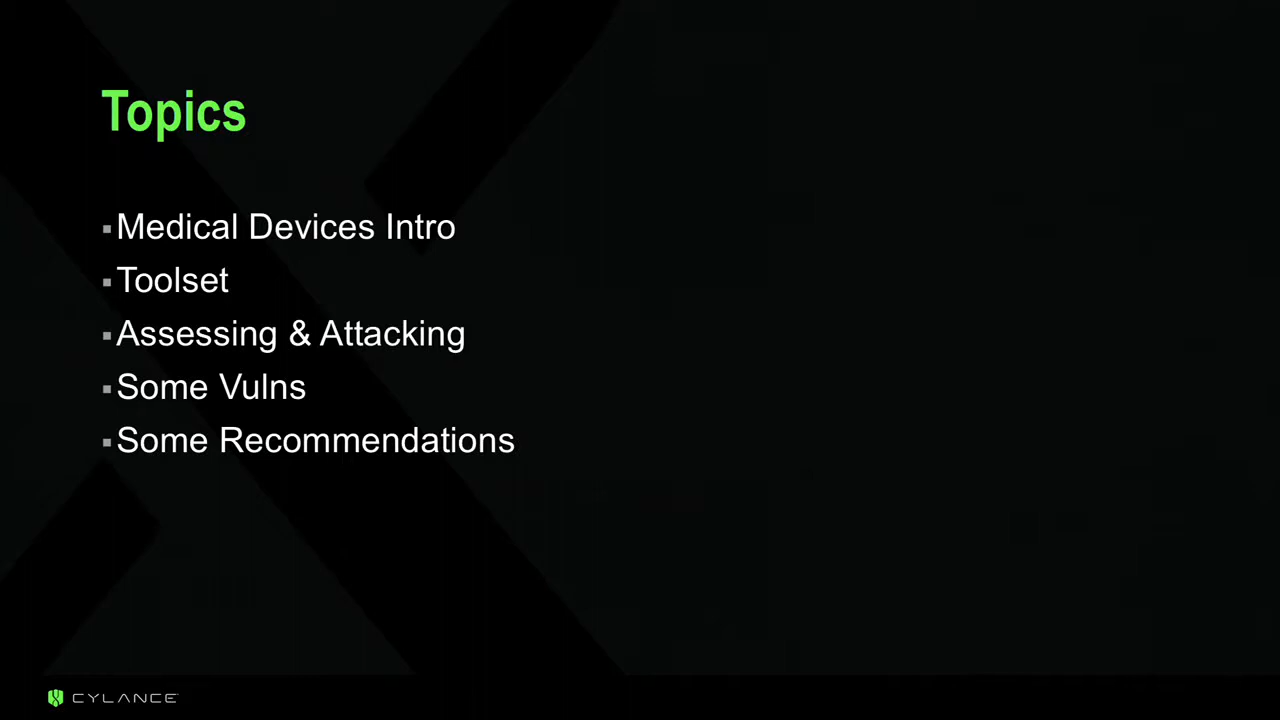 Topics
▪Medical Devices Intro
▪Toolset
▪Assessing & Attacking
▪Some Vulns
▪Some Recommendations
CYLANCE